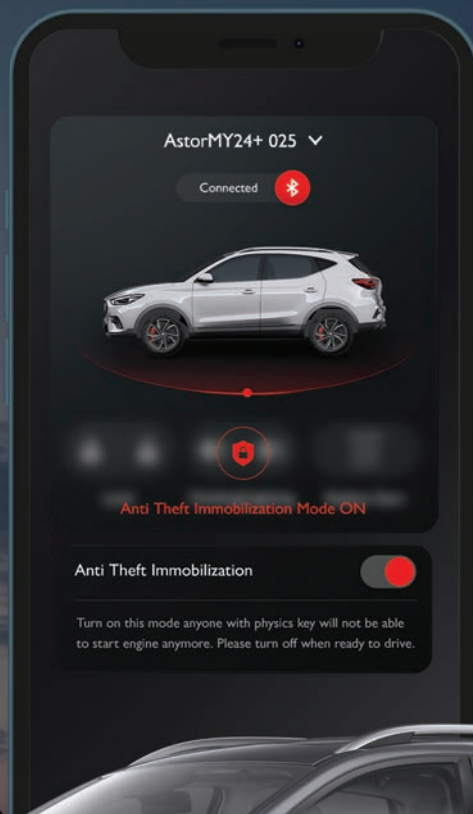 AstorMY24+ 025
Connected
Anti Theft Immobilization Mode ON
Anti Theft Immobilization
Turn on this mode anyone with physics key will not be able
to start engine anymore. Please turn off when ready to drive.